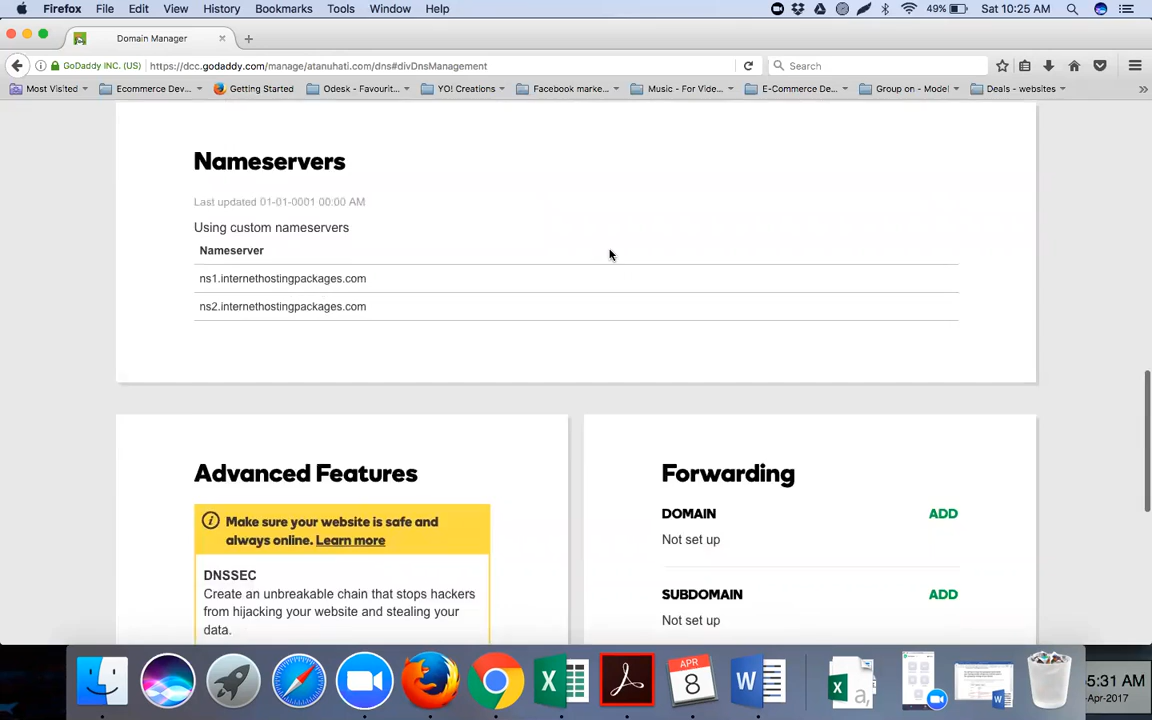 Firefox File Edit View History Bookmarks Tools Window Help 49% Sat 10:25 AM
Domain Manager
GoDaddy INC. (US) https://dcc.godaddy.com/manage/atanuhati.com/dns#divDnsManagement Search
Most Visited Ecommerce Dev... Getting Started Odesk - Favourit... YO! Creations Facebook marke... Music - For Vide... E-Commerce De... Group on - Model Deals - websites
Nameservers
Last updated 01-01-0001 00:00 AM
Using custom nameservers
Nameserver
ns1.internethostingpackages.com
ns2.internethostingpackages.com
Advanced Features
Make sure your website is safe and
always online. Learn more
DNSSEC
Create an unbreakable chain that stops hackers
from hijacking your website and stealing your
data.
Forwarding
DOMAIN ADD
Not set up
SUBDOMAIN ADD
Not set up
APR
8
5:31 AM
-Apr-2017